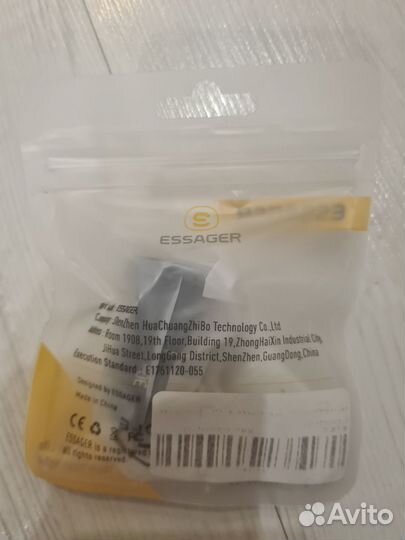 ESSAGER
ESSAGER
ShenZhen HuaChuangZhiBo Technology Co.,Ltd
Room 1908,19th Floor,Building 19,ZhongHaiXin Industrial City,
JiHua Street,LongGang District,ShenZhen,GuangDong,China
Execution Standard : E1761120-055
Designed by ESSAGER
Made in China
CE
ESSAGER is a registered
all rights reserved.
Avito